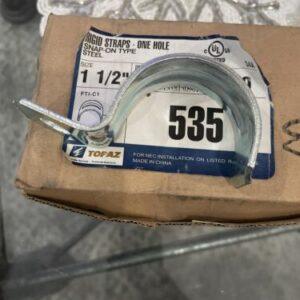 RIGID STRAPS - ONE HOLE
SNAP-ON TYPE
STEEL
UL
SIZE
1 1/2"
535
TOPAZ
FOR NEC INSTALLATION ON LISTED
MADE IN CHINA